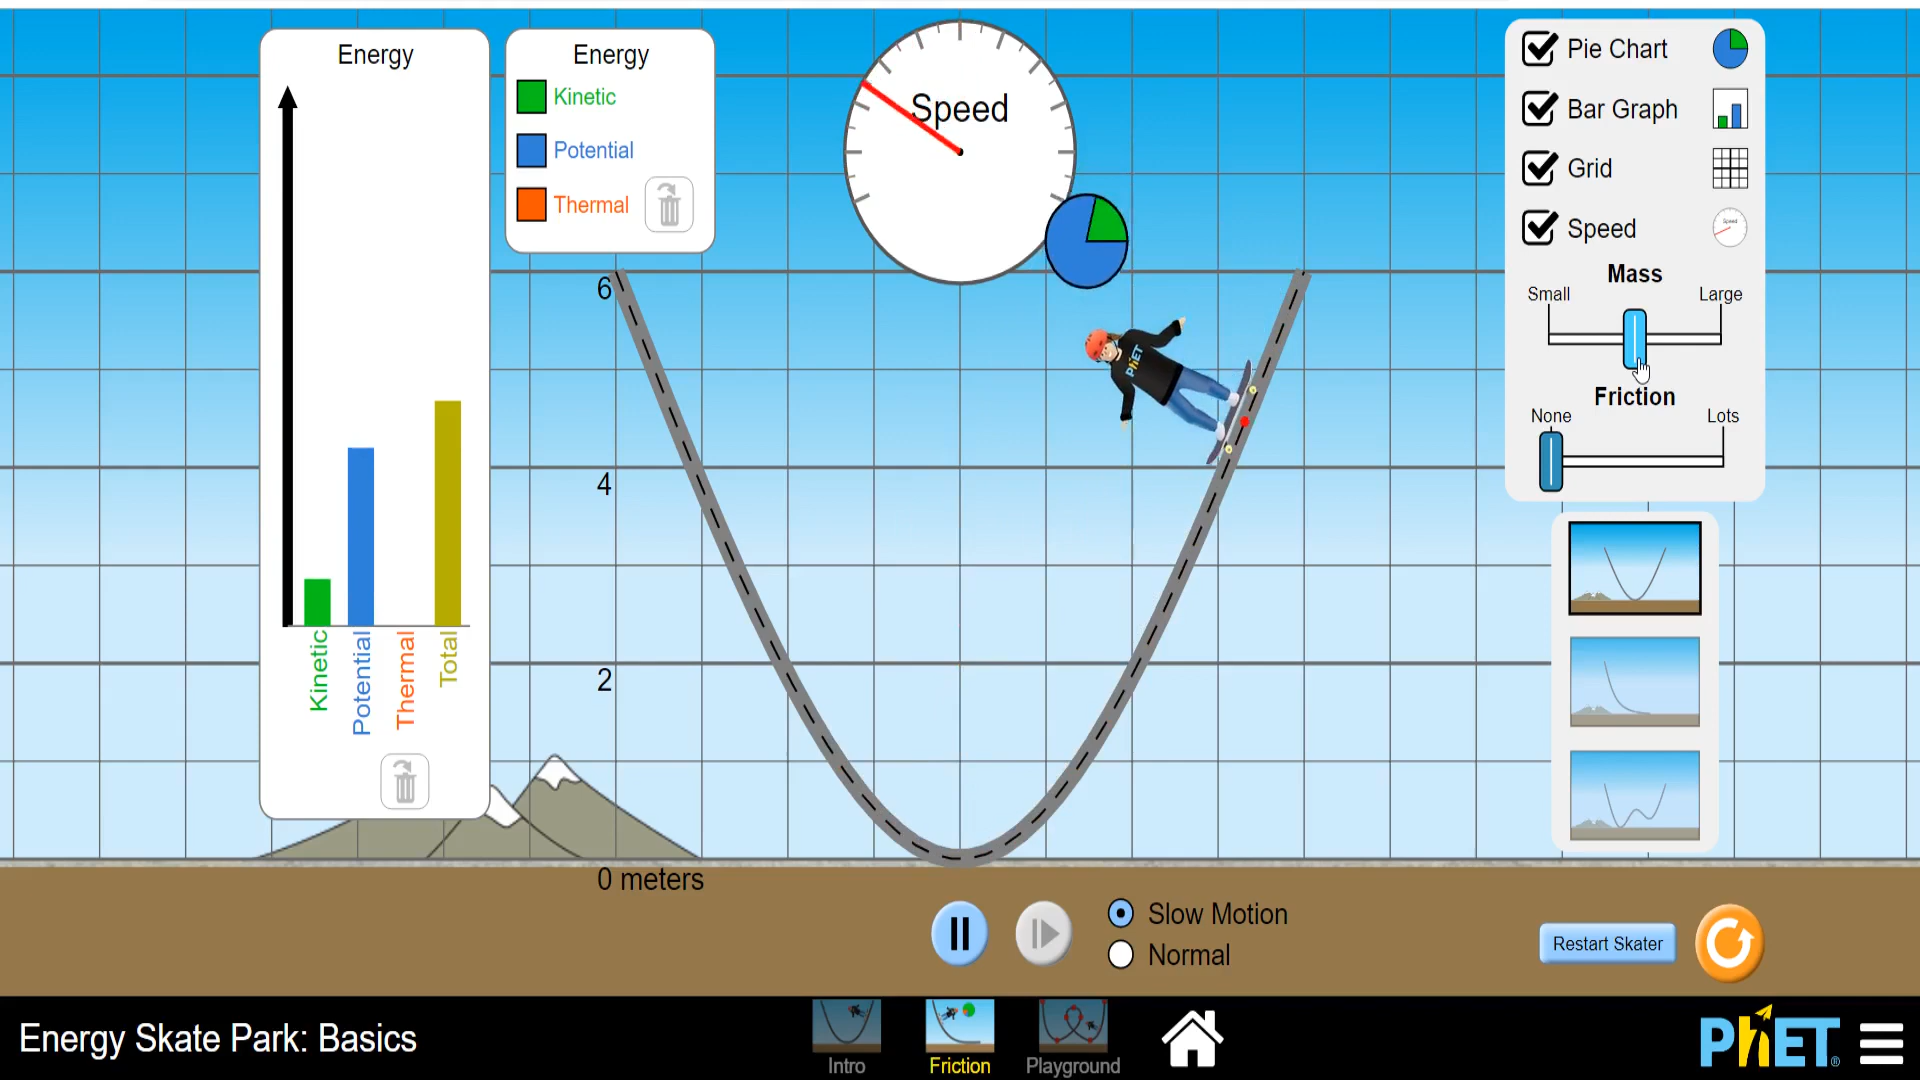 Energy
Kinetic
Potential
Thermal
Total
Energy
Kinetic
Potential
Thermal
Speed
PhET
6
4
2
0 meters
Pie Chart
Bar Graph
Grid
Speed
Speed
Mass
Small
Large
Friction
None
Lots
Slow Motion
Normal
Restart Skater
Energy Skate Park: Basics
Intro
Friction
Playground
PhET®